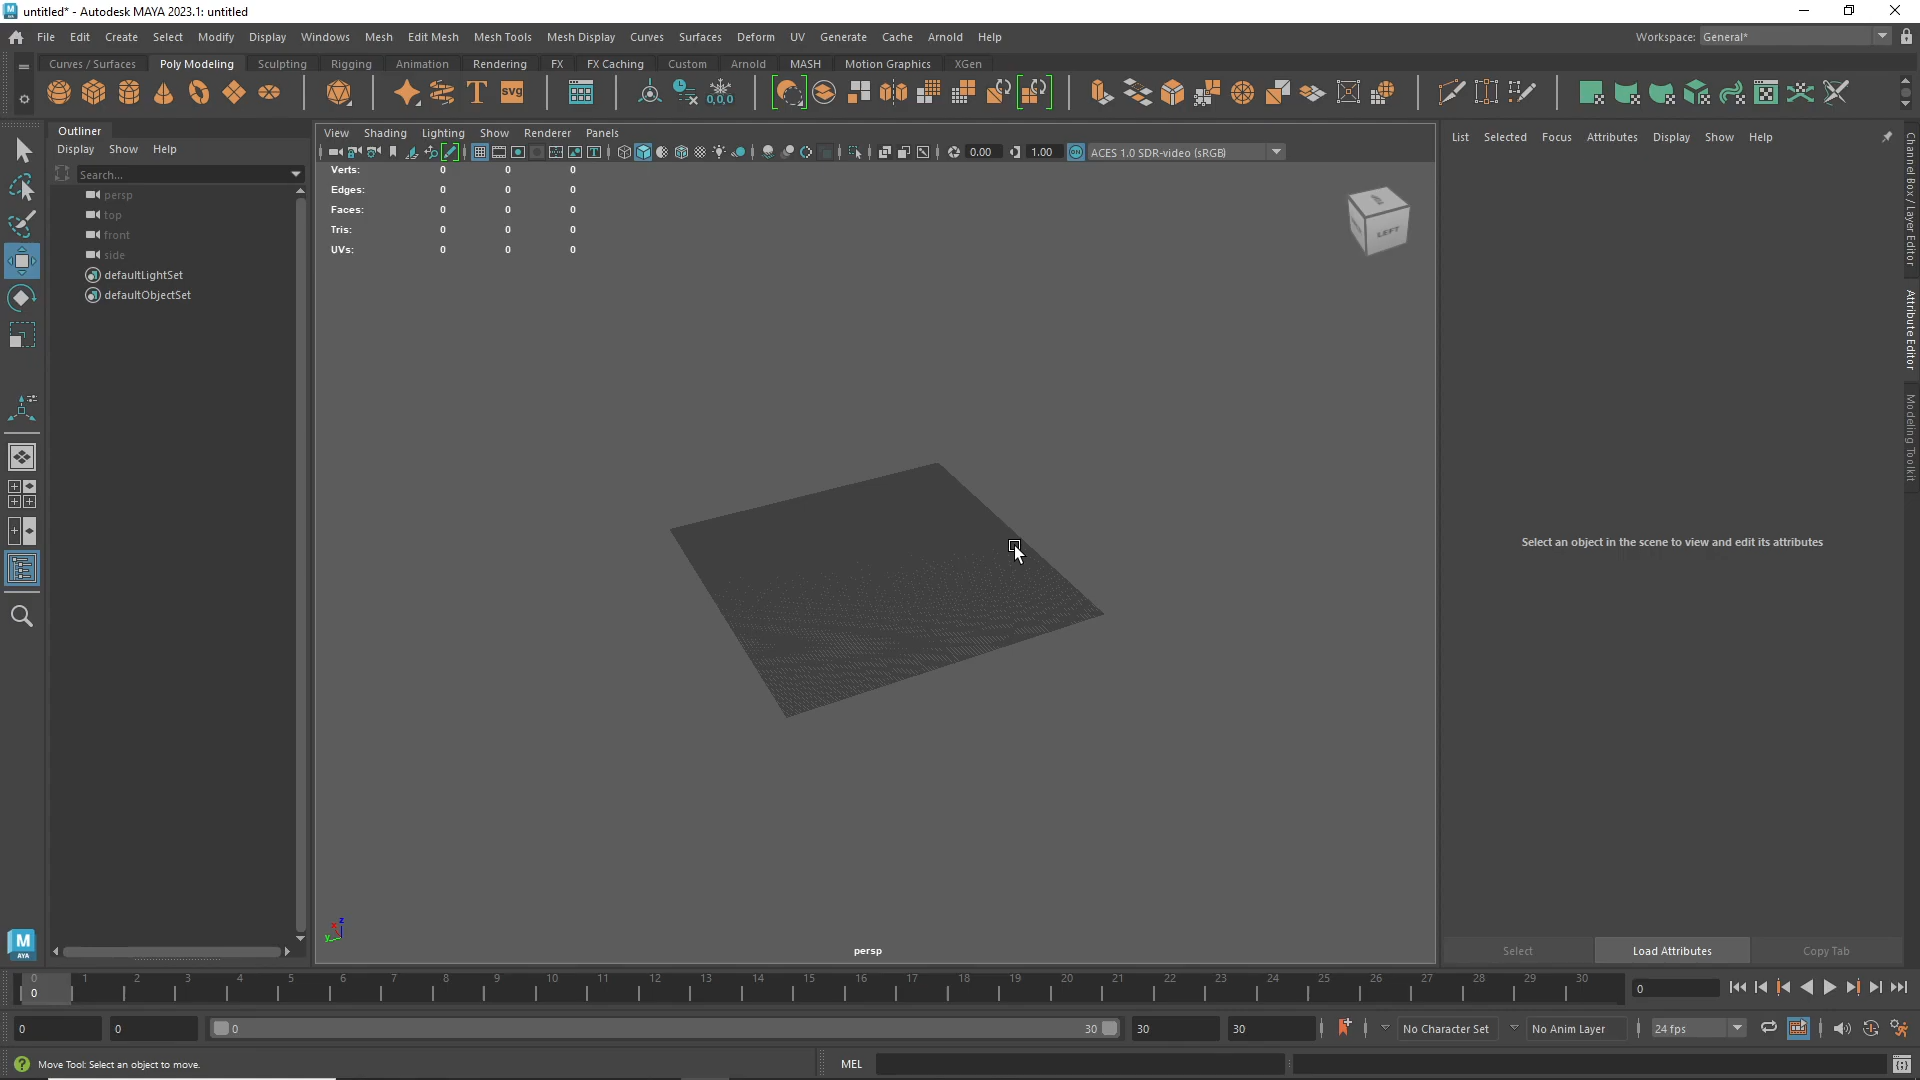 untitled* - Autodesk MAYA 2023.1: untitled
File Edit Create Select Modify Display Windows Mesh Edit Mesh Mesh Tools Mesh Display Curves Surfaces Deform UV Generate Cache Arnold Help Workspace: General*
Curves / Surfaces Poly Modeling Sculpting Rigging Animation Rendering FX FX Caching Custom Arnold MASH Motion Graphics XGen
T svg 0,0,0
Outliner
Display Show Help
Search...
persp
top
front
side
defaultLightSet
defaultObjectSet
View Shading Lighting Show Renderer Panels
0.00 1.00 ON ACES 1.0 SDR-video (sRGB)
Verts: 0 0 0
Edges: 0 0 0
Faces: 0 0 0
Tris: 0 0 0
UVs: 0 0 0
LEFT
z
x
y
persp
List Selected Focus Attributes Display Show Help
Select an object in the scene to view and edit its attributes
Select Load Attributes Copy Tab
Channel Box / Layer Editor
Attribute Editor
Modeling Toolkit
M
AYA
0 1 2 3 4 5 6 7 8 9 10 11 12 13 14 15 16 17 18 19 20 21 22 23 24 25 26 27 28 29 30
0 0
0 0 0 30 30 30 No Character Set No Anim Layer 24 fps
Move Tool: Select an object to move. MEL